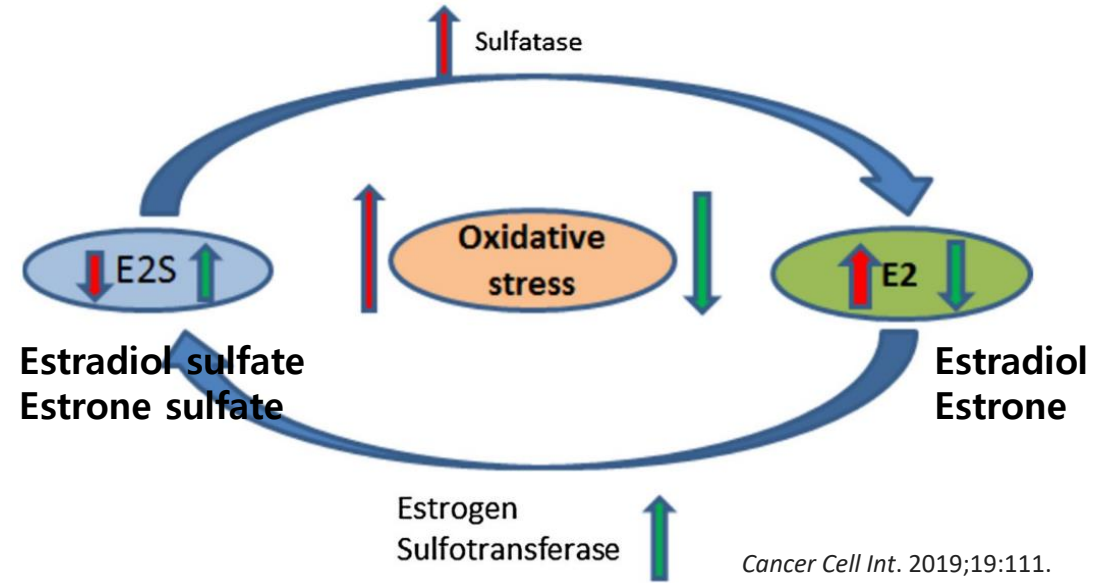 Sulfatase
Oxidative
stress
E2S
E2
Estradiol sulfate
Estrone sulfate
Estradiol
Estrone
Estrogen
Sulfotransferase
Cancer Cell Int. 2019;19:111.